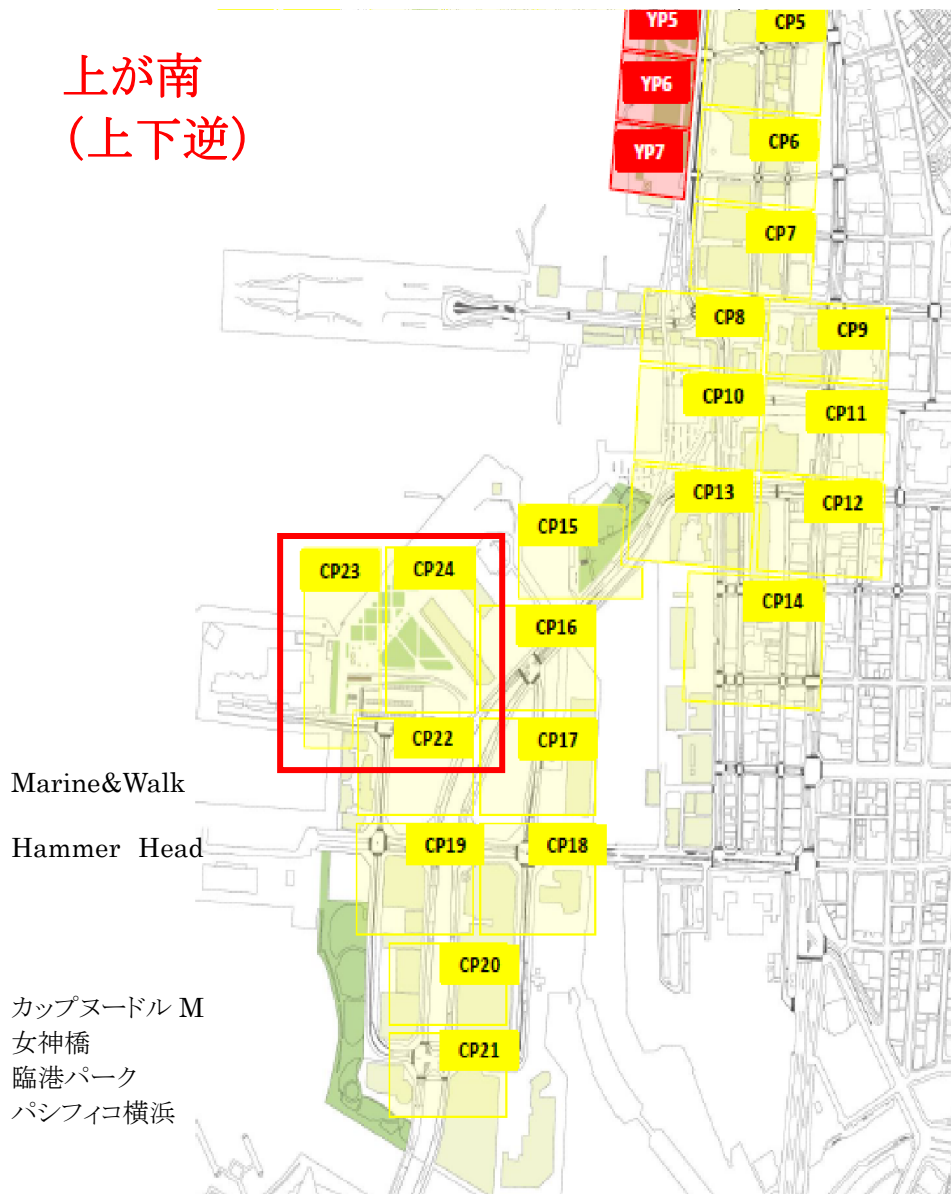 上が南
(上下逆)
YP5
CP5
YP6
CP6
YP7
CP7
CP8
CP9
CP10
CP11
CP13
CP12
CP15
CP23
CP24
CP14
CP16
CP22
CP17
Marine&Walk
Hammer Head
CP19
CP18
CP20
カップヌードル M
女神橋
CP21
臨港パーク
パシフィコ横浜